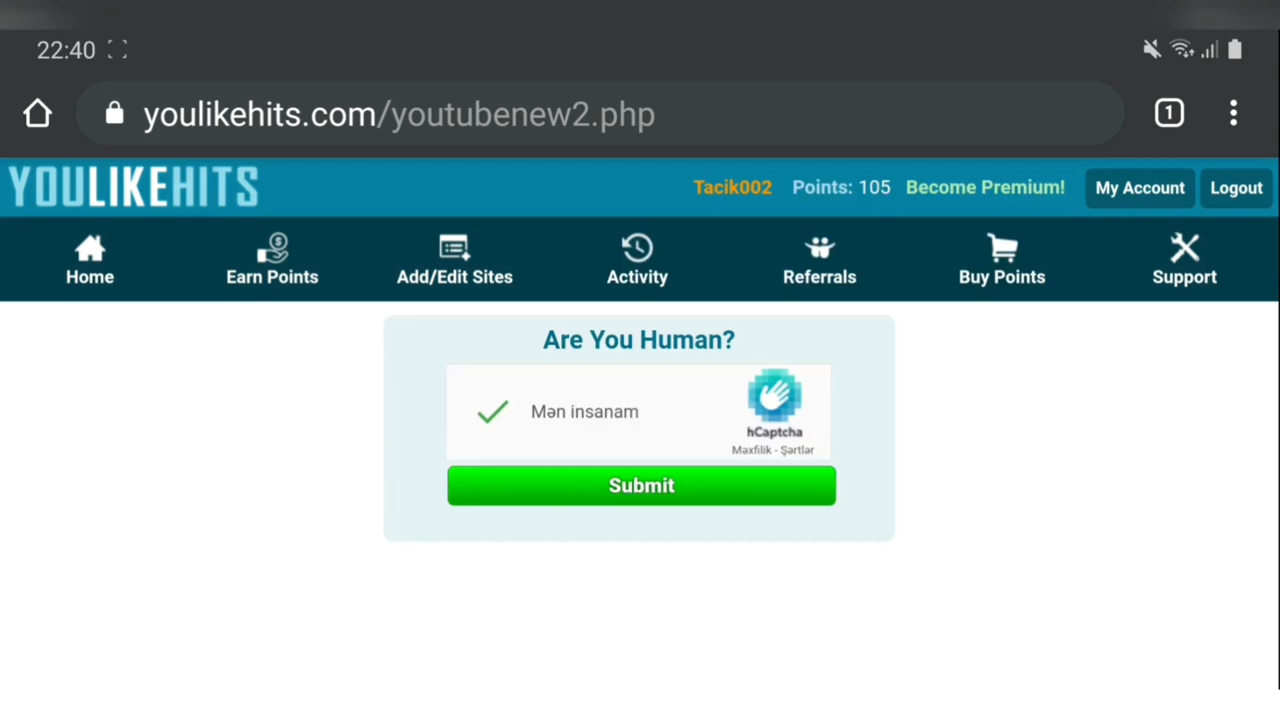 22:40
youlikehits.com/youtubenew2.php
1
YOULIKEHITS
Tacik002 Points: 105 Become Premium! My Account Logout
Home Earn Points Add/Edit Sites Activity Referrals Buy Points Support
Are You Human?
Mən insanam
hCaptcha
Məxfilik - Şərtlər
Submit